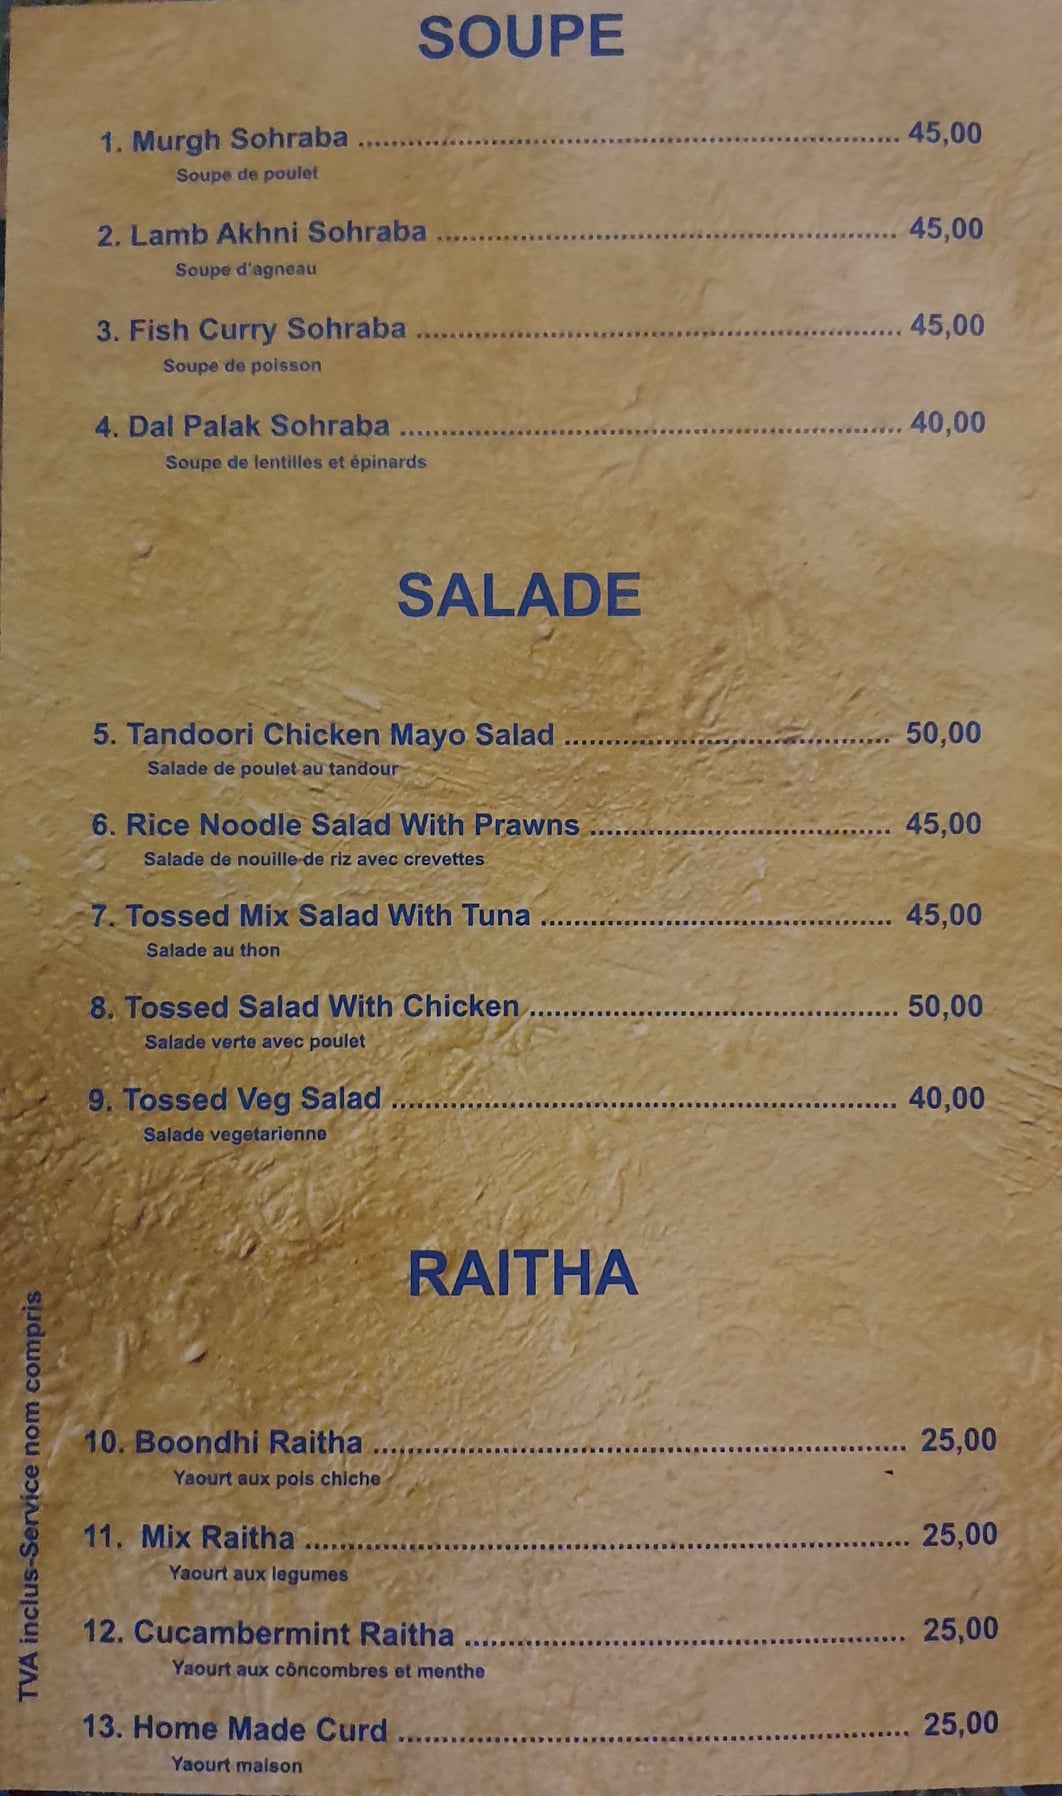 SOUPE
1. Murgh Sohraba ........................................ 45,00
Soupe de poulet
2. Lamb Akhni Sohraba ........................................ 45,00
Soupe d'agneau
3. Fish Curry Sohraba ........................................ 45,00
Soupe de poisson
4. Dal Palak Sohraba ........................................ 40,00
Soupe de lentilles et épinards
SALADE
5. Tandoori Chicken Mayo Salad ........................................ 50,00
Salade de poulet au tandour
6. Rice Noodle Salad With Prawns ........................................ 45,00
Salade de nouille de riz avec crevettes
7. Tossed Mix Salad With Tuna ........................................ 45,00
Salade au thon
8. Tossed Salad With Chicken ........................................ 50,00
Salade verte avec poulet
9. Tossed Veg Salad ........................................ 40,00
Salade vegetarienne
RAITHA
10. Boondhi Raitha ........................................ 25,00
Yaourt aux pois chiche
11. Mix Raitha ........................................ 25,00
Yaourt aux legumes
12. Cucambermint Raitha ........................................ 25,00
Yaourt aux côncombres et menthe
13. Home Made Curd ........................................ 25,00
Yaourt maison
TVA inclus-Service nom compris